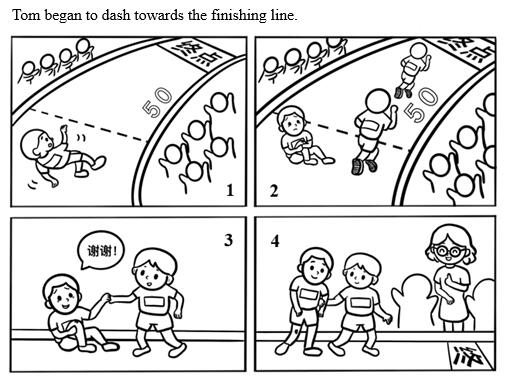 Tom began to dash towards the finishing line.
终点
50
1
终点
50
2
谢谢!
3
4
终